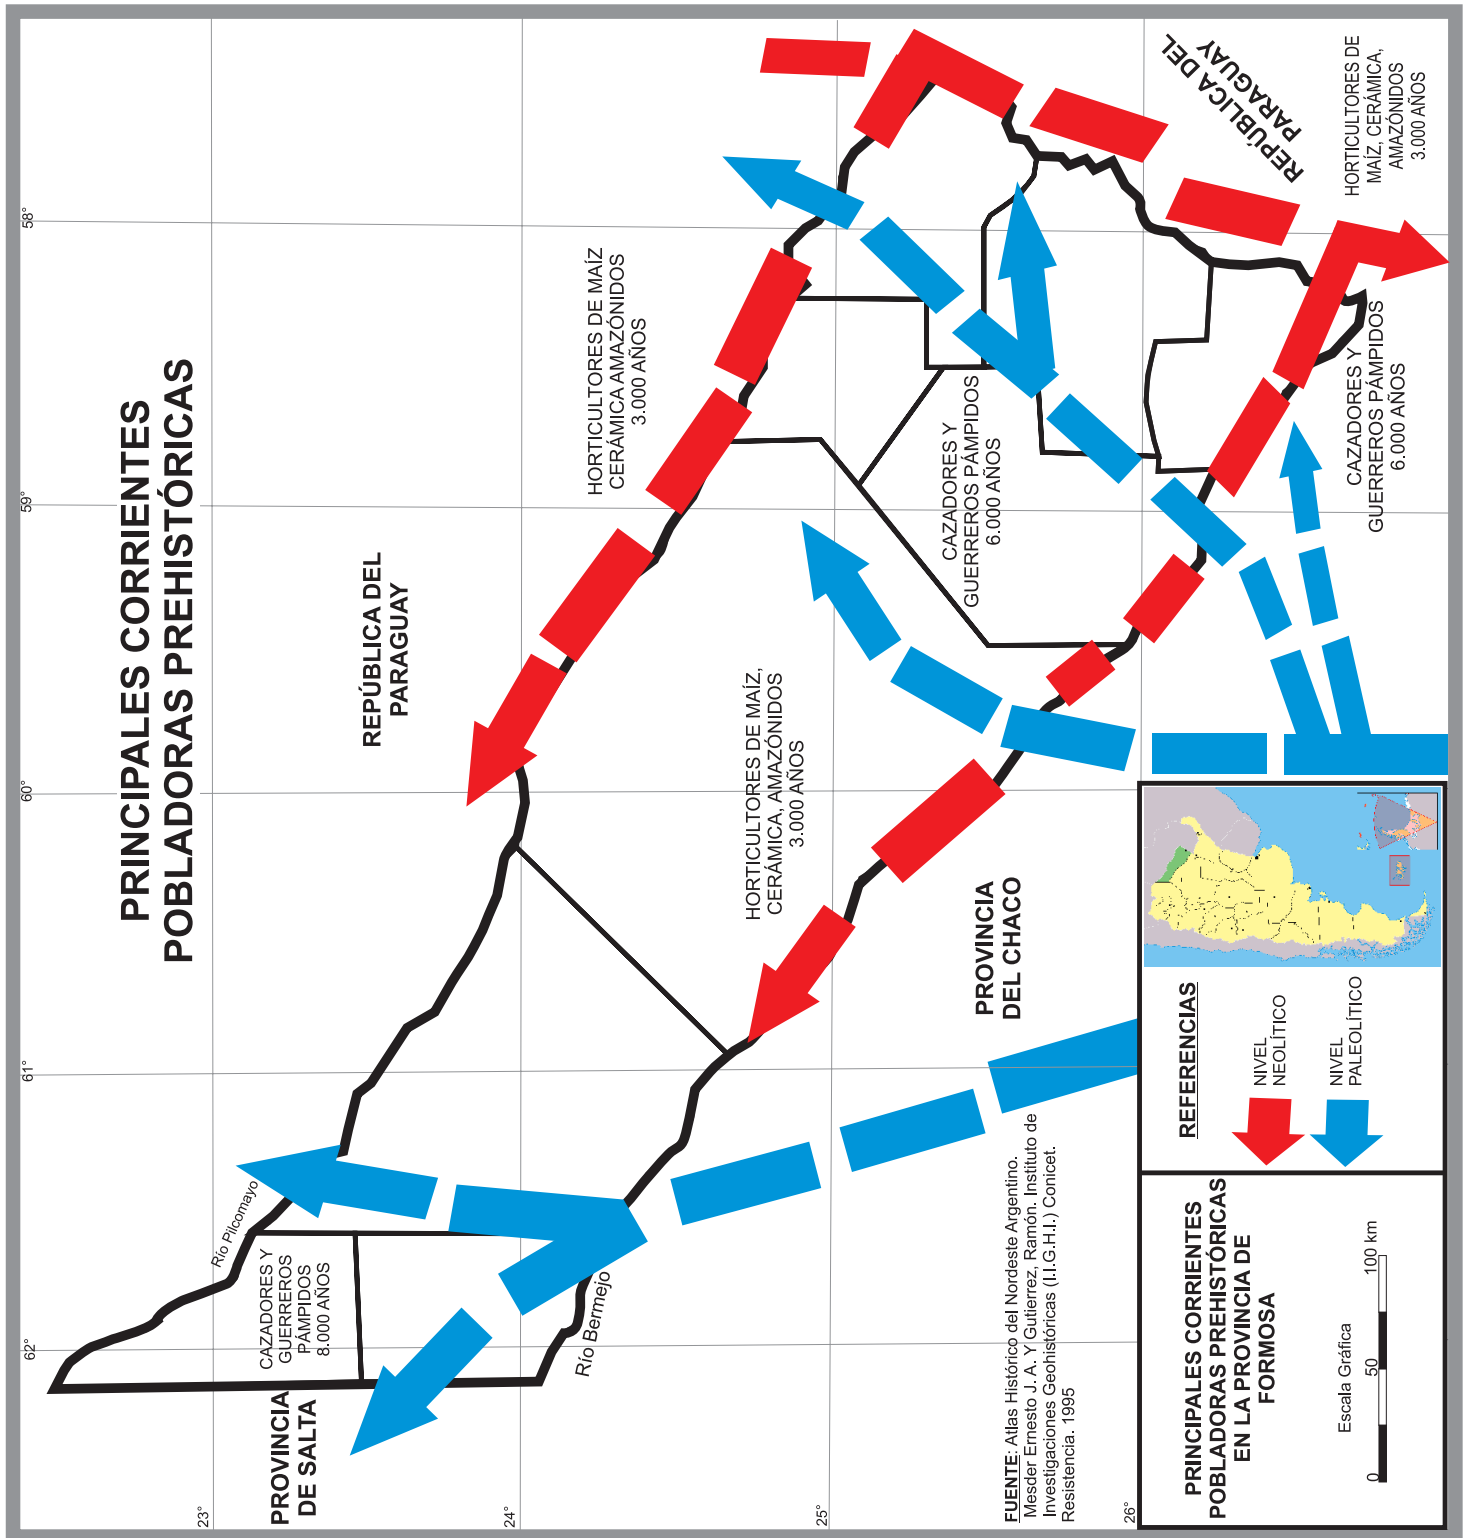 PRINCIPALES CORRIENTES
POBLADORAS PREHISTÓRICAS
58°
59°
60°
61°
62°
23°
24°
25°
26°
REPÚBLICA DEL
PARAGUAY
HORTICULTORES DE MAÍZ
CERÁMICA AMAZÓNIDOS
3.000 AÑOS
REPÚBLICA DEL
PARAGUAY
HORTICULTORES DE
MAÍZ, CERÁMICA,
AMAZÓNIDOS
3.000 AÑOS
CAZADORES Y
GUERREROS PÁMPIDOS
6.000 AÑOS
CAZADORES Y
GUERREROS PÁMPIDOS
6.000 AÑOS
HORTICULTORES DE MAÍZ,
CERÁMICA, AMAZÓNIDOS
3.000 AÑOS
PROVINCIA
DEL CHACO
Río Pilcomayo
CAZADORES Y
GUERREROS
PÁMPIDOS
8.000 AÑOS
Río Bermejo
PROVINCIA
DE SALTA
FUENTE: Atlas Histórico del Nordeste Argentino.
Mesder Ernesto J. A. Y Gutierrez, Ramón. Instituto de
Investigaciones Geohistóricas (I.I.G.H.I.) Conicet.
Resistencia. 1995
REFERENCIAS
NIVEL
NEOLÍTICO
NIVEL
PALEOLÍTICO
PRINCIPALES CORRIENTES
POBLADORAS PREHISTÓRICAS
EN LA PROVINCIA DE
FORMOSA
Escala Gráfica
0 50 100 km